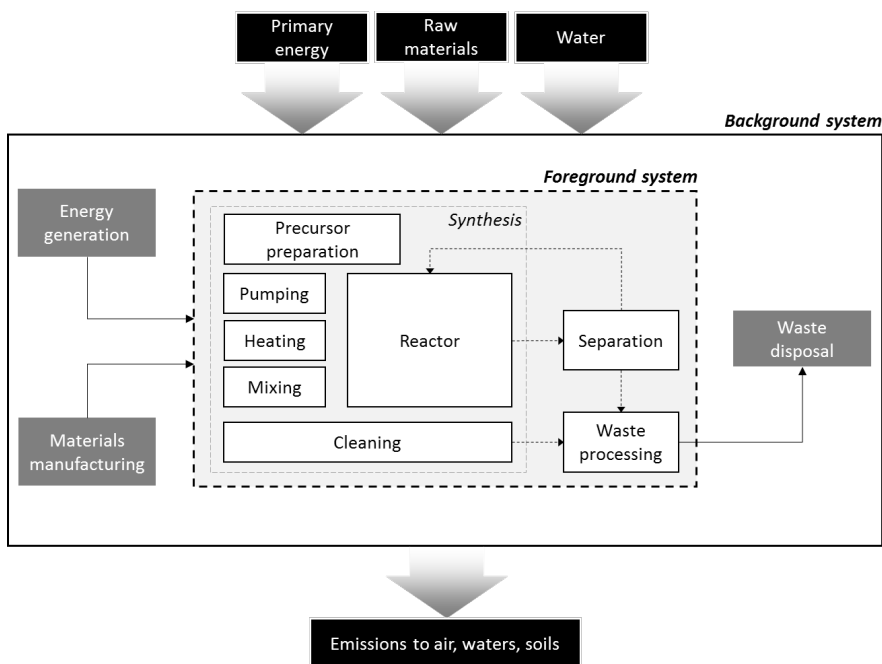 Primary
energy
Raw
materials
Water
Background system
Foreground system
Energy
generation
Synthesis
Precursor
preparation
Pumping
Heating
Mixing
Reactor
Separation
Waste
disposal
Cleaning
Waste
processing
Materials
manufacturing
Emissions to air, waters, soils